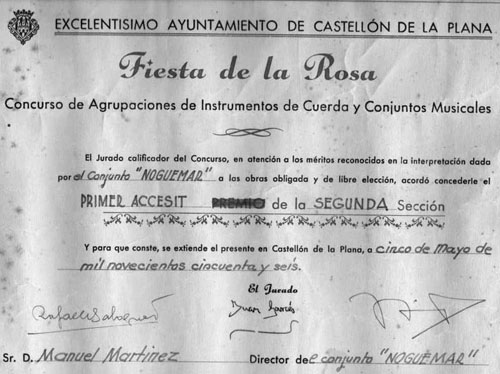 EXCELENTISIMO AYUNTAMIENTO DE CASTELLÓN DE LA PLANA
Fiesta de la Rosa
Concurso de Agrupaciones de Instrumentos de Cuerda y Conjuntos Musicales
El Jurado calificador del Concurso, en atención a los méritos reconocidos en la interpretación dada
por el Conjunto "NOGUEMAR" a las obras obligada y de libre elección, acordó concederle el
PRIMER ACCESIT PREMIO de la SEGUNDA Sección
Y para que conste, se extiende el presente en Castellón de la Plana, a cinco de Mayo de
mil novecientos cincuenta y seis.
El Jurado
Juan Garcés
Sr. D. Manuel Martinez Director del conjunto "NOGUEMAR"